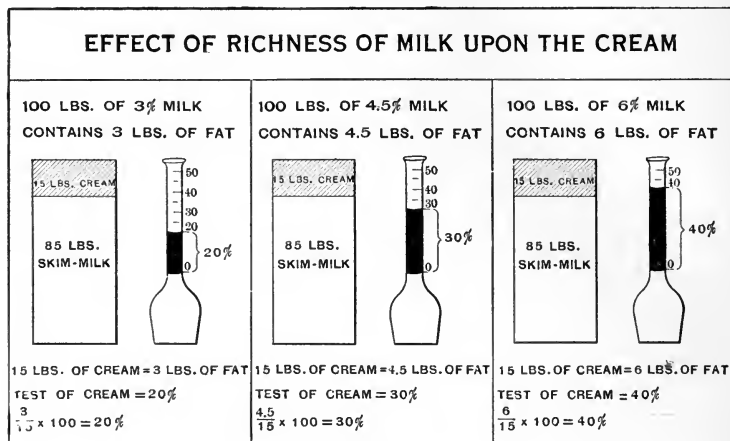 EFFECT OF RICHNESS OF MILK UPON THE CREAM
100 LBS. OF 3% MILK
CONTAINS 3 LBS. OF FAT
15 LBS. CREAM
85 LBS.
SKIM-MILK
50
40
30
20
0
20%
15 LBS. OF CREAM = 3 LBS. OF FAT
TEST OF CREAM = 20%
3/15 x 100 = 20%
100 LBS. OF 4.5% MILK
CONTAINS 4.5 LBS. OF FAT
15 LBS. CREAM
85 LBS.
SKIM-MILK
50
40
30
0
30%
15 LBS. OF CREAM = 4.5 LBS. OF FAT
TEST OF CREAM = 30%
4.5/15 x 100 = 30%
100 LBS. OF 6% MILK
CONTAINS 6 LBS. OF FAT
15 LBS. CREAM
85 LBS.
SKIM-MILK
50
40
0
40%
15 LBS. OF CREAM = 6 LBS. OF FAT
TEST OF CREAM = 40%
6/15 x 100 = 40%